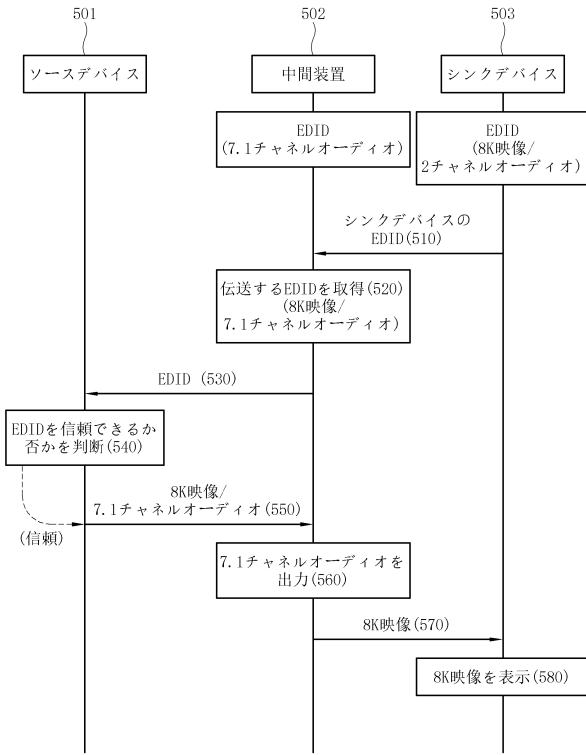 501
502
503
ソースデバイス
中間装置
シンクデバイス
EDID
(7.1チャネルオーディオ)
EDID
(8K映像/
2チャネルオーディオ)
シンクデバイスの
EDID(510)
伝送するEDIDを取得(520)
(8K映像/
7.1チャネルオーディオ)
EDID (530)
EDIDを信頼できるか
否かを判断(540)
8K映像/
7.1チャネルオーディオ(550)
(信頼)
7.1チャネルオーディオを
出力(560)
8K映像(570)
8K映像を表示(580)